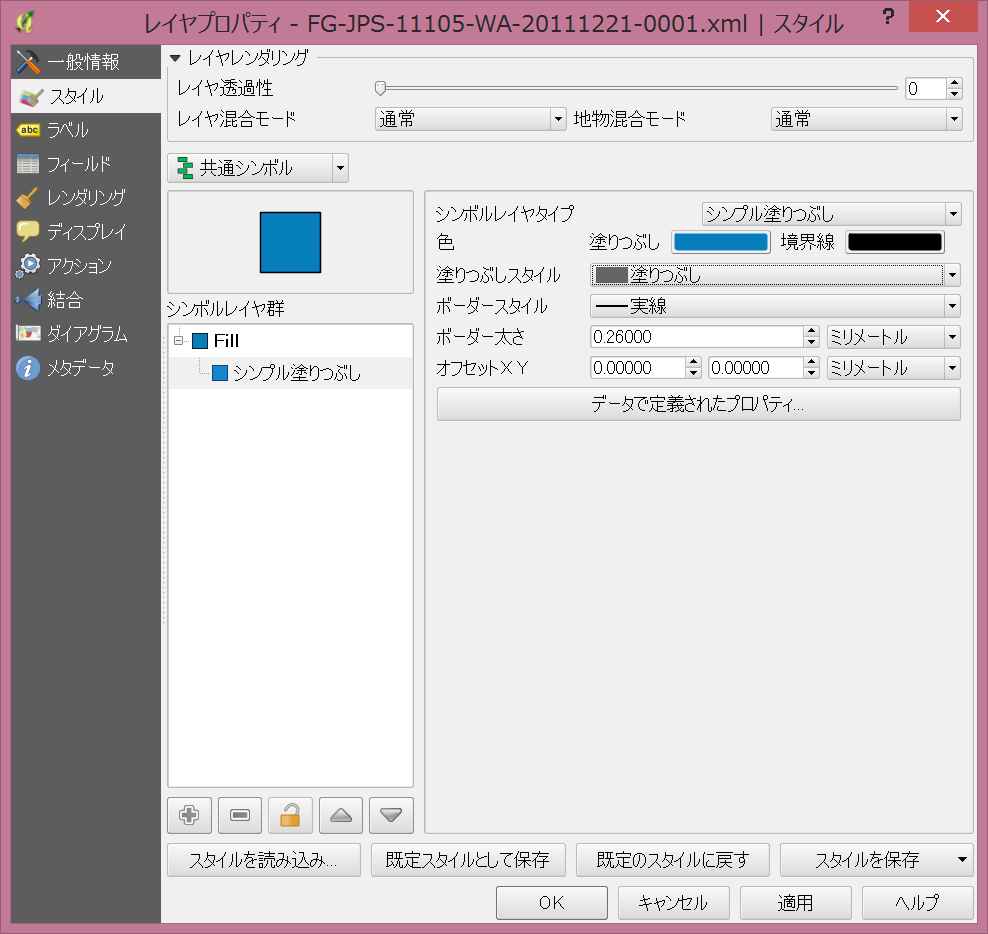 レイヤプロパティ - FG-JPS-11105-WA-20111221-0001.xml | スタイル
?
一般情報
スタイル
abc ラベル
フィールド
レンダリング
ディスプレイ
アクション
結合
ダイアグラム
i メタデータ
レイヤレンダリング
レイヤ透過性 0
レイヤ混合モード 通常 地物混合モード 通常
共通シンボル
シンボルレイヤ群
Fill
シンプル塗りつぶし
シンボルレイヤタイプ シンプル塗りつぶし
色 塗りつぶし 境界線
塗りつぶしスタイル 塗りつぶし
ボーダースタイル 実線
ボーダー太さ 0.26000 ミリメートル
オフセットX Y 0.00000 0.00000 ミリメートル
データで定義されたプロパティ...
スタイルを読み込み... 既定スタイルとして保存 既定のスタイルに戻す スタイルを保存
OK キャンセル 適用 ヘルプ